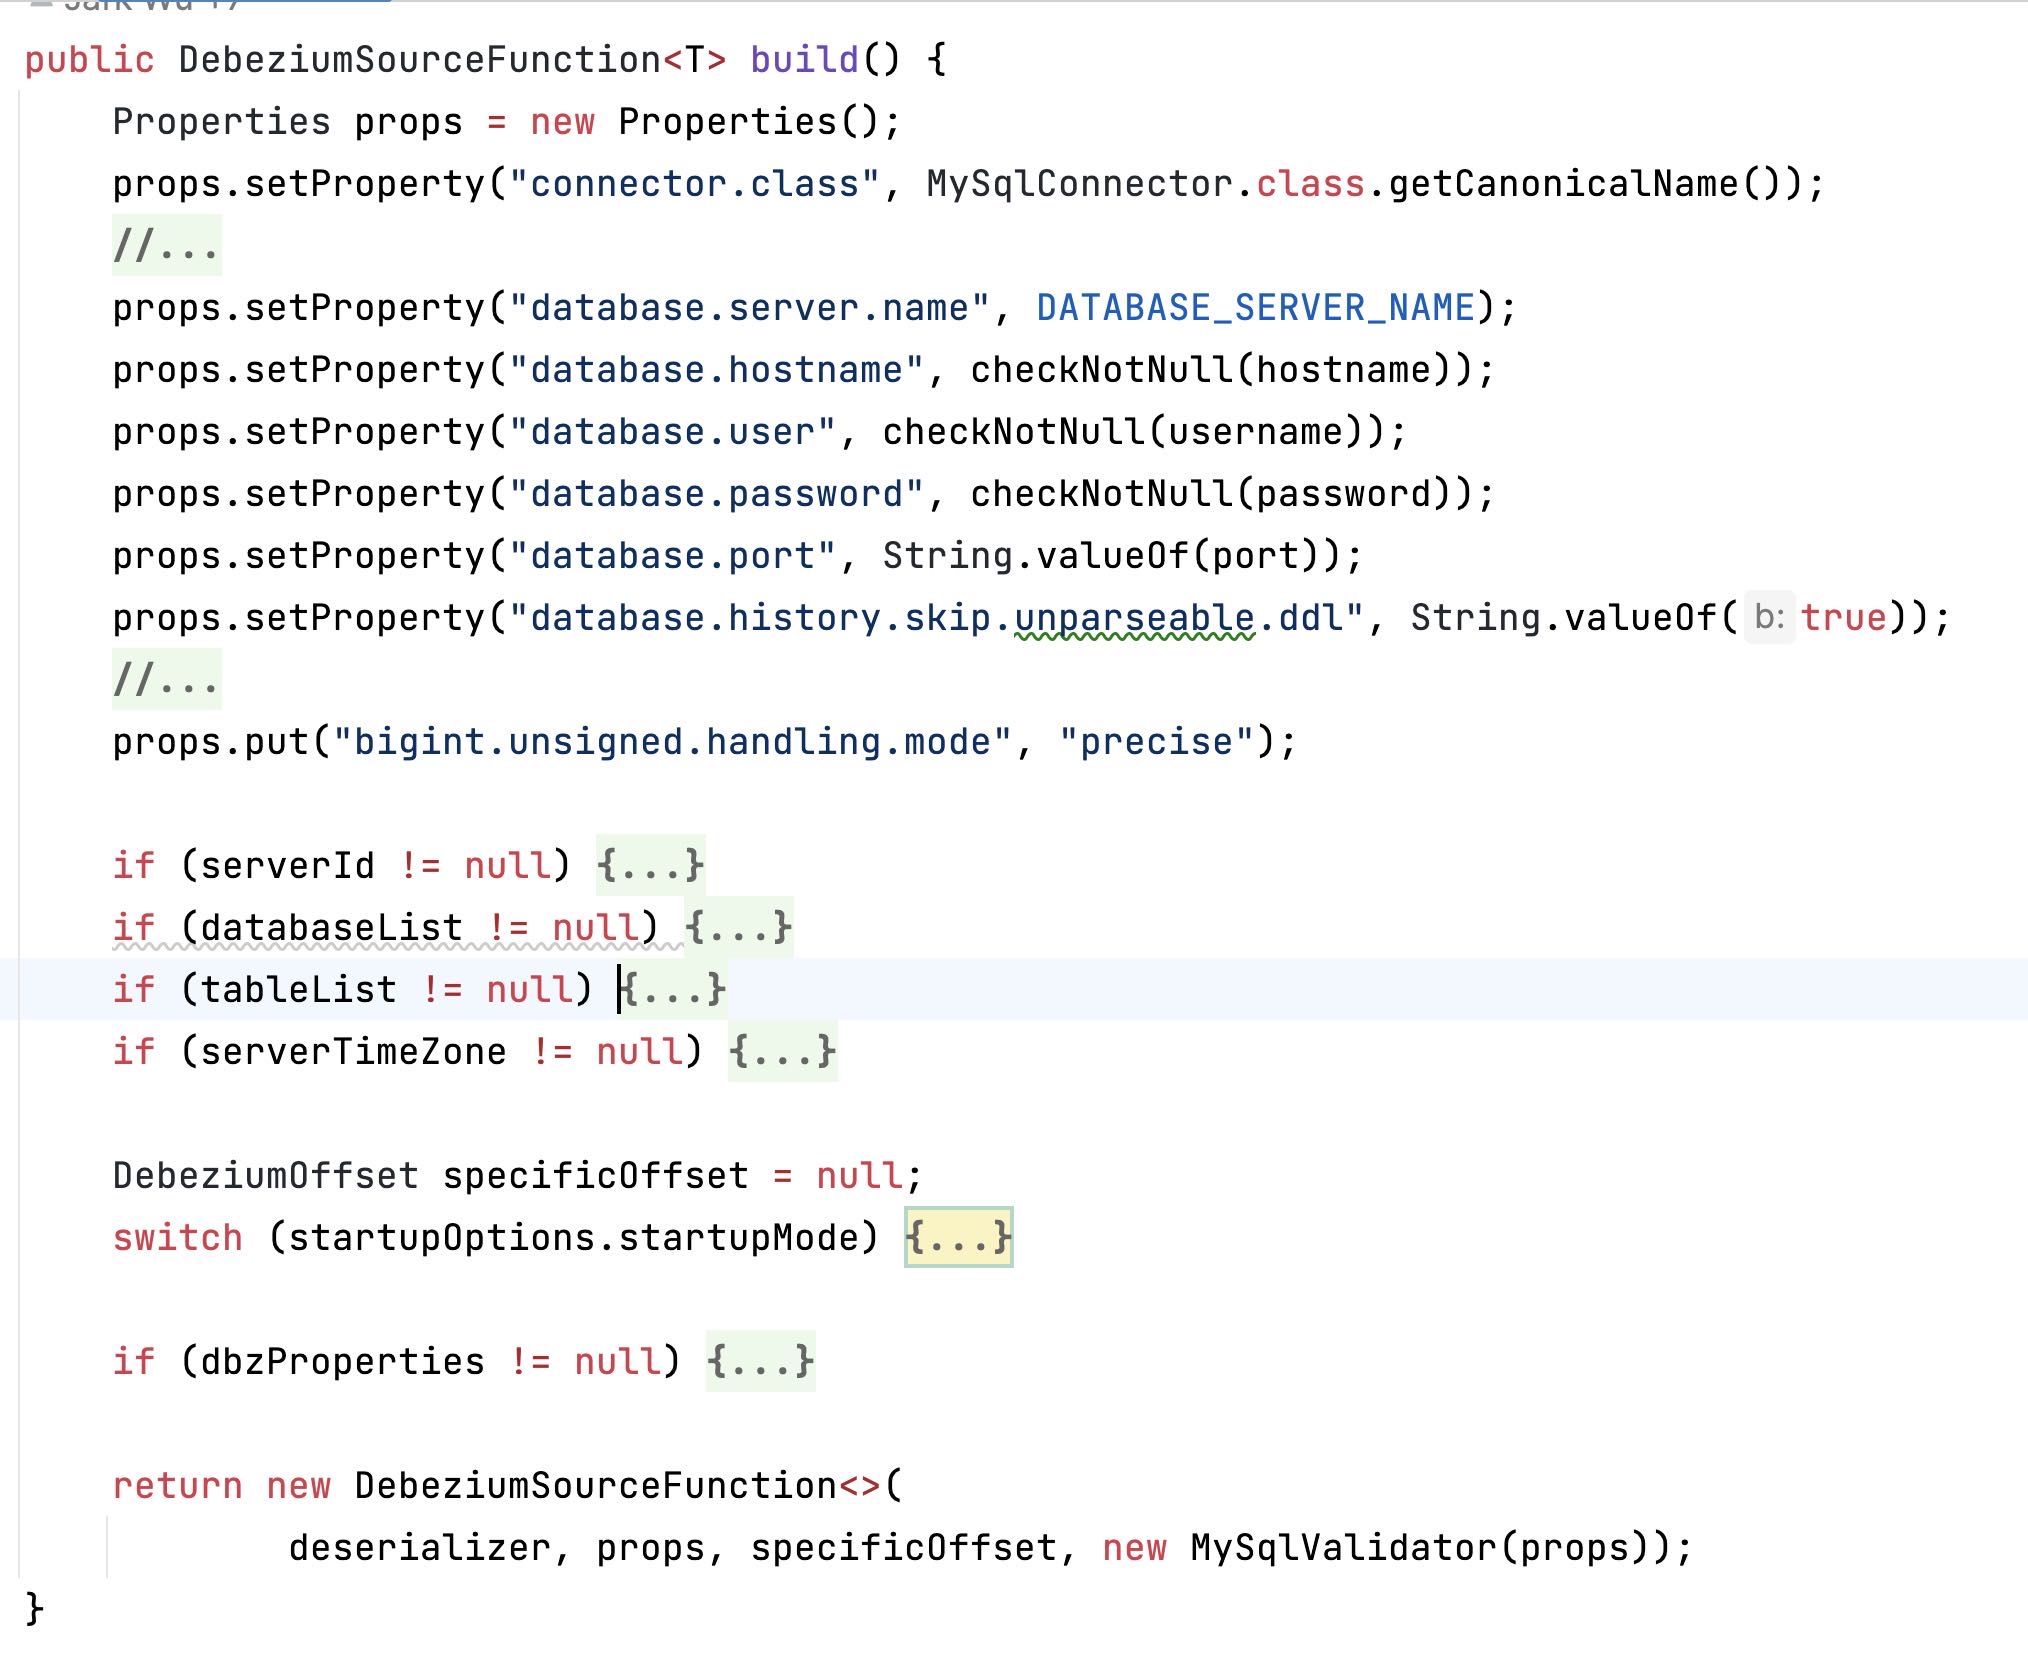 public DebeziumSourceFunction<T> build() {
Properties props = new Properties();
props.setProperty("connector.class", MySqlConnector.class.getCanonicalName());
//...
props.setProperty("database.server.name", DATABASE_SERVER_NAME);
props.setProperty("database.hostname", checkNotNull(hostname));
props.setProperty("database.user", checkNotNull(username));
props.setProperty("database.password", checkNotNull(password));
props.setProperty("database.port", String.valueOf(port));
props.setProperty("database.history.skip.unparseable.ddl", String.valueOf( b: true));
//...
props.put("bigint.unsigned.handling.mode", "precise");
if (serverId != null) {...}
if (databaseList != null) {...}
if (tableList != null) {...}
if (serverTimeZone != null) {...}
DebeziumOffset specificOffset = null;
switch (startupOptions.startupMode) {...}
if (dbzProperties != null) {...}
return new DebeziumSourceFunction<>(
deserializer, props, specificOffset, new MySqlValidator(props));
}